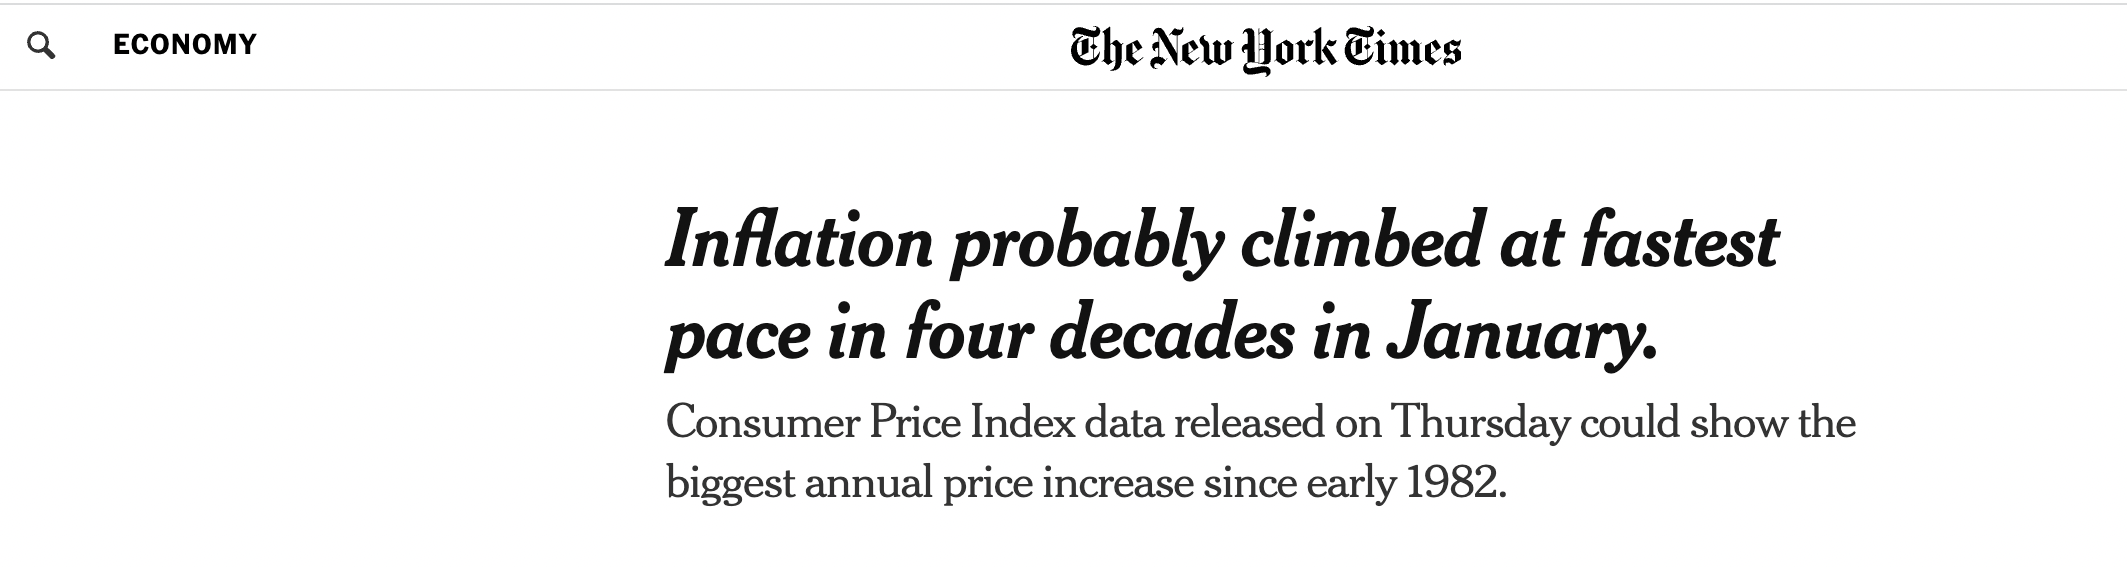 ECONOMY
The New York Times
Inflation probably climbed at fastest
pace in four decades in January.
Consumer Price Index data released on Thursday could show the
biggest annual price increase since early 1982.